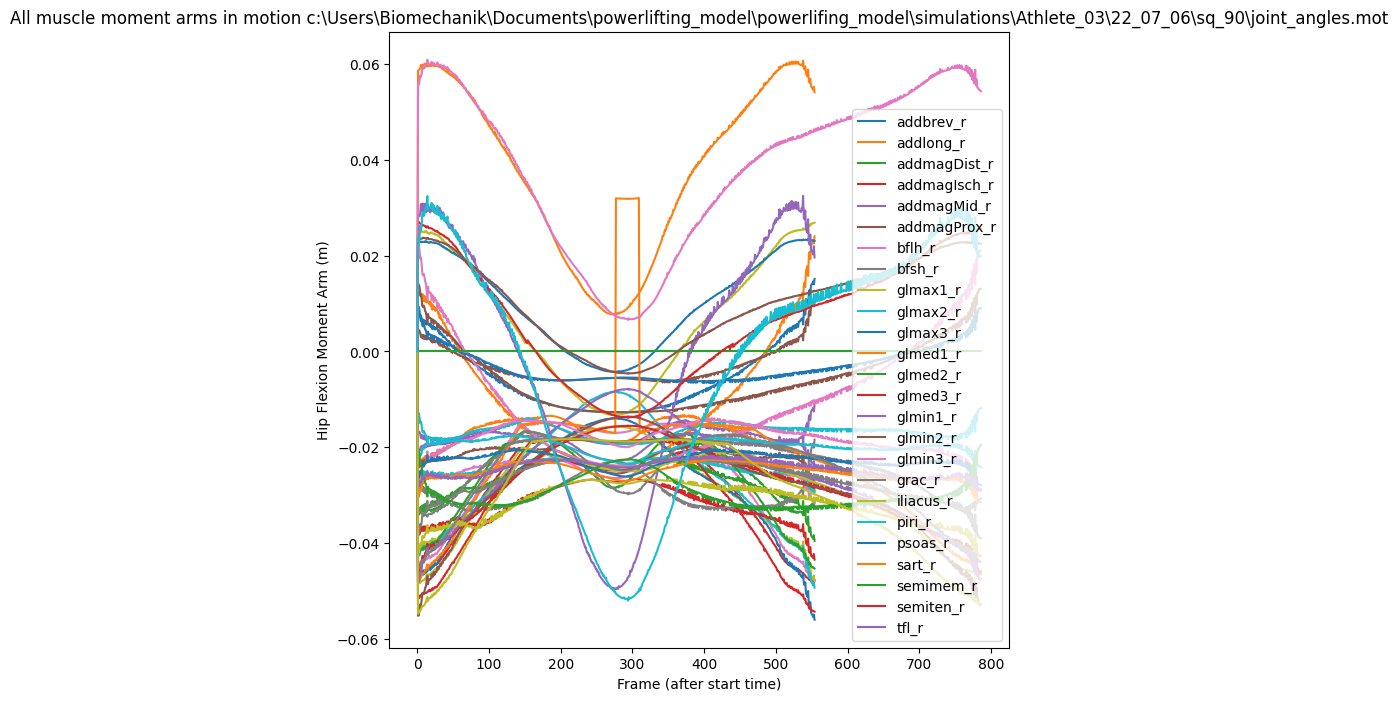 All muscle moment arms in motion c:\Users\Biomechanik\Documents\powerlifting_model\powerlifing_model\simulations\Athlete_03\22_07_06\sq_90\joint_angles.mot
Hip Flexion Moment Arm (m)
0.06
0.04
0.02
0.00
−0.02
−0.04
−0.06
addbrev_r
addlong_r
addmagDist_r
addmagIsch_r
addmagMid_r
addmagProx_r
bflh_r
bfsh_r
glmax1_r
glmax2_r
glmax3_r
glmed1_r
glmed2_r
glmed3_r
glmin1_r
glmin2_r
glmin3_r
grac_r
iliacus_r
piri_r
psoas_r
sart_r
semimem_r
semiten_r
tfl_r
0 100 200 300 400 500 600 700 800
Frame (after start time)